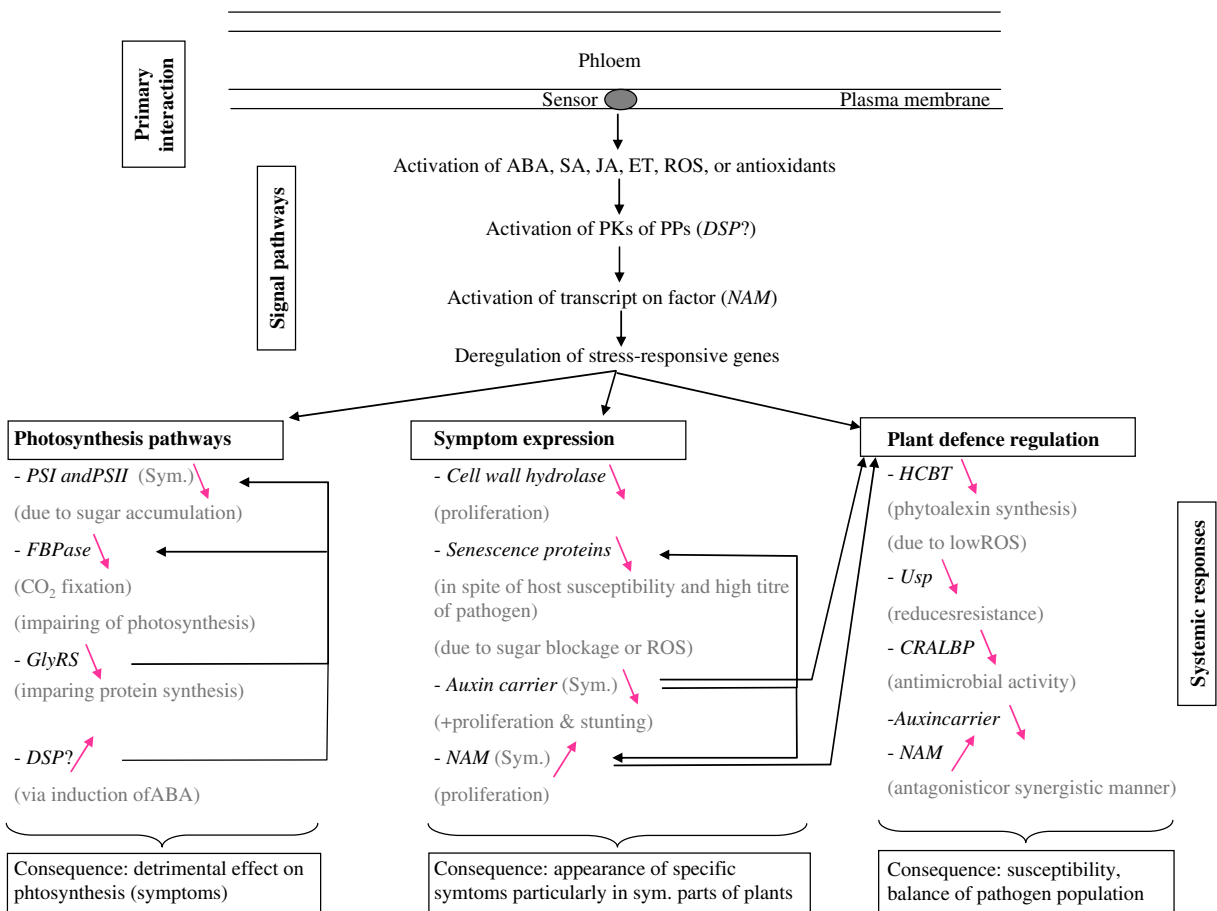 Primary
interaction
Phloem
Sensor
Plasma membrane
Signal pathways
Activation of ABA, SA, JA, ET, ROS, or antioxidants
Activation of PKs of PPs (DSP?)
Activation of transcript on factor (NAM)
Deregulation of stress-responsive genes
Photosynthesis pathways
- PSI andPSII (Sym.)
(due to sugar accumulation)
- FBPase
(CO2 fixation)
(impairing of photosynthesis)
- GlyRS
(imparing protein synthesis)
- DSP?
(via induction ofABA)
Consequence: detrimental effect on
phtosynthesis (symptoms)
Symptom expression
- Cell wall hydrolase
(proliferation)
- Senescence proteins
(in spite of host susceptibility and high titre
of pathogen)
(due to sugar blockage or ROS)
- Auxin carrier (Sym.)
(+proliferation & stunting)
- NAM (Sym.)
(proliferation)
Consequence: appearance of specific
symtoms particularly in sym. parts of plants
Plant defence regulation
- HCBT
(phytoalexin synthesis)
(due to lowROS)
- Usp
(reducesresistance)
- CRALBP
(antimicrobial activity)
-Auxincarrier
- NAM
(antagonisticor synergistic manner)
Consequence: susceptibility,
balance of pathogen population
Systemic responses